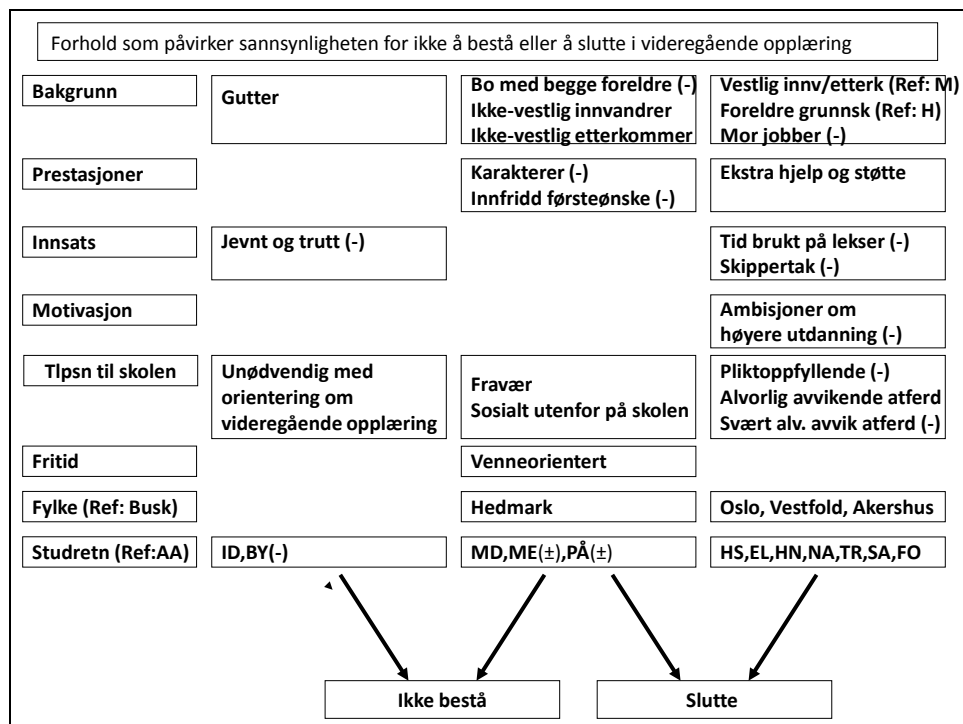 Forhold som påvirker sannsynligheten for ikke å bestå eller å slutte i videregående opplæring
Bakgrunn
Gutter
Bo med begge foreldre (-)
Ikke-vestlig innvandrer
Ikke-vestlig etterkommer
Vestlig innv/etterk (Ref: M)
Foreldre grunnsk (Ref: H)
Mor jobber (-)
Prestasjoner
Karakterer (-)
Innfridd førsteønske (-)
Ekstra hjelp og støtte
Innsats
Jevnt og trutt (-)
Tid brukt på lekser (-)
Skippertak (-)
Motivasjon
Ambisjoner om
høyere utdanning (-)
Tlpsn til skolen
Unødvendig med
orientering om
videregående opplæring
Fravær
Sosialt utenfor på skolen
Pliktoppfyllende (-)
Alvorlig avvikende atferd
Svært alv. avvik atferd (-)
Fritid
Venneorientert
Fylke (Ref: Busk)
Hedmark
Oslo, Vestfold, Akershus
Studretn (Ref:AA)
ID,BY(-)
MD,ME(±),PÅ(±)
HS,EL,HN,NA,TR,SA,FO
Ikke bestå
Slutte